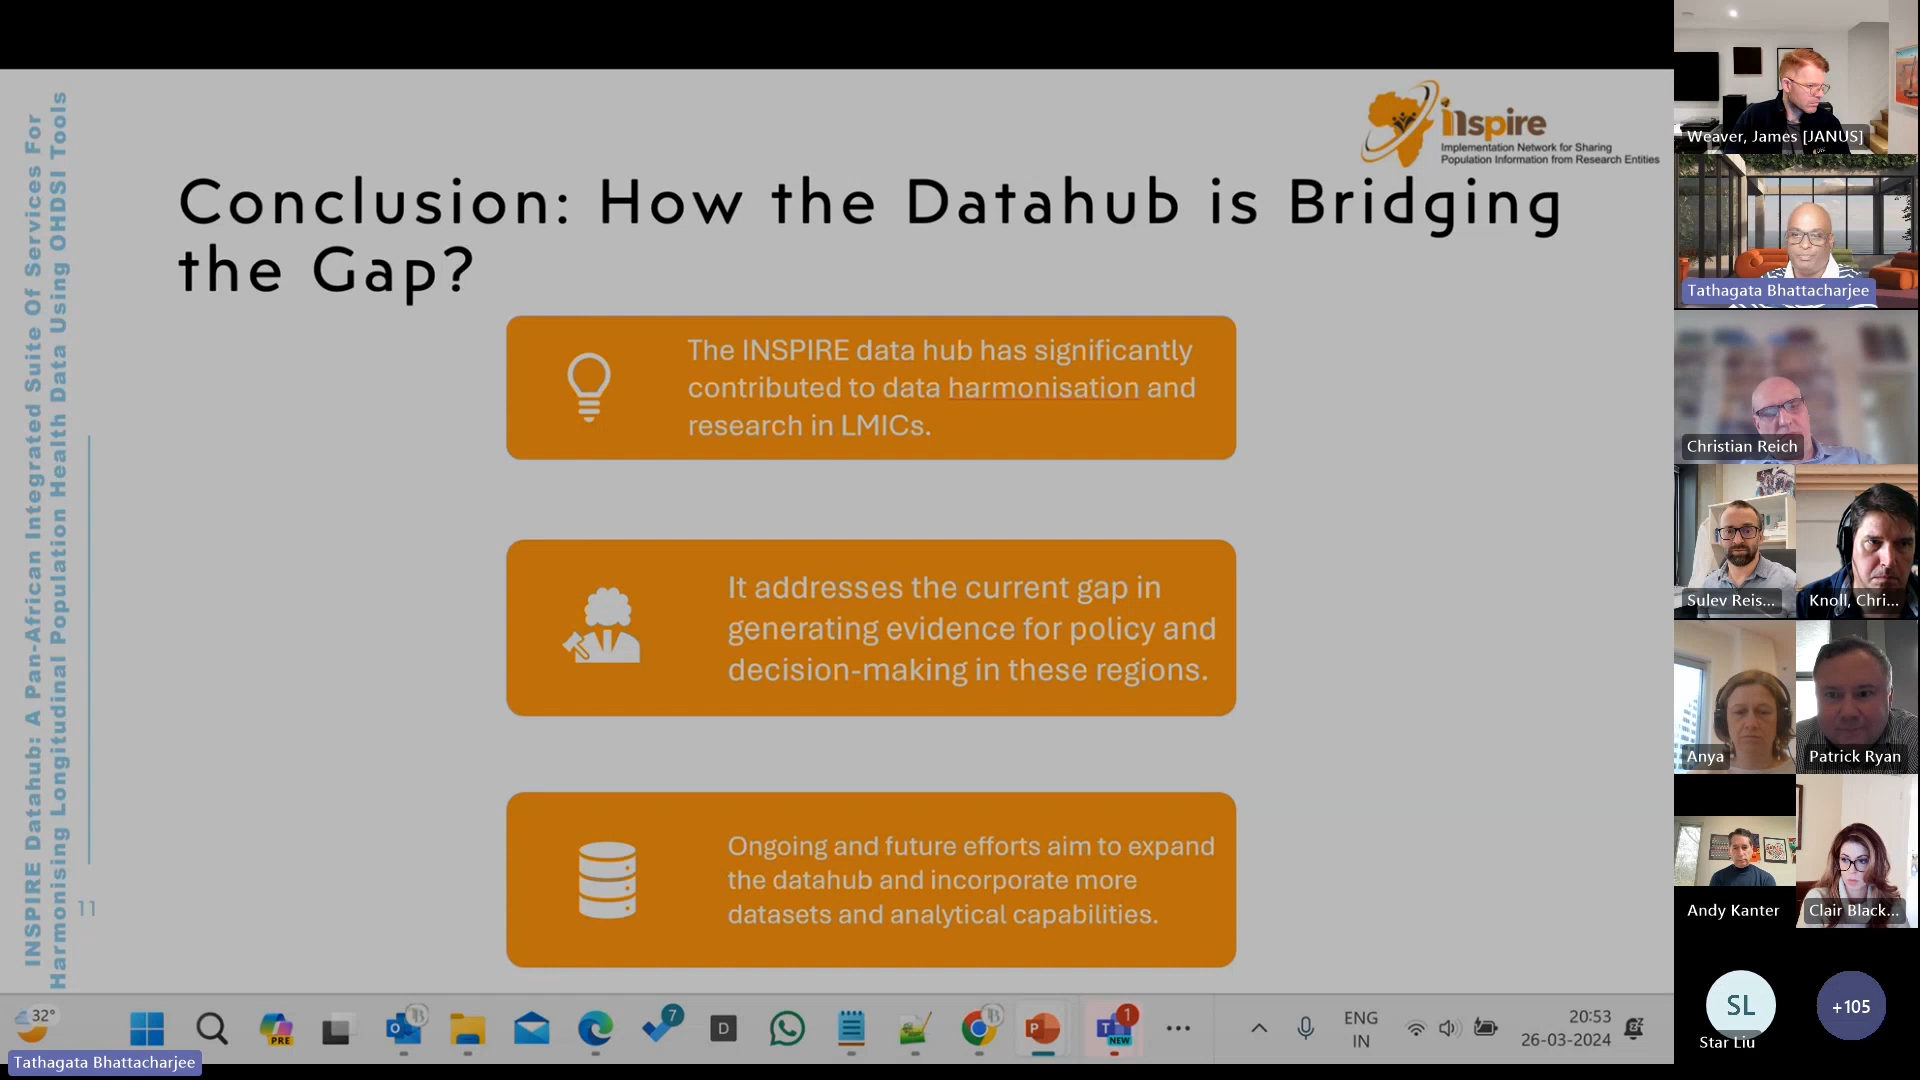 INSPIRE Datahub: A Pan-African Integrated Suite Of Services For
Harmonising Longitudinal Population Health Data Using OHDSI Tools
11
inspire
Implementation Network for Sharing
Population Information from Research Entities
Conclusion: How the Datahub is Bridging
the Gap?
The INSPIRE data hub has significantly
contributed to data harmonisation and
research in LMICs.
It addresses the current gap in
generating evidence for policy and
decision-making in these regions.
Ongoing and future efforts aim to expand
the datahub and incorporate more
datasets and analytical capabilities.
32°
PRE
7
D
1
NEW
ENG
IN
20:53
26-03-2024
Tathagata Bhattacharjee
Weaver, James [JANUS]
Tathagata Bhattacharjee
Christian Reich
Sulev Reis...
Knoll, Chri...
Anya
Patrick Ryan
Andy Kanter
Clair Black...
SL
Star Liu
+105